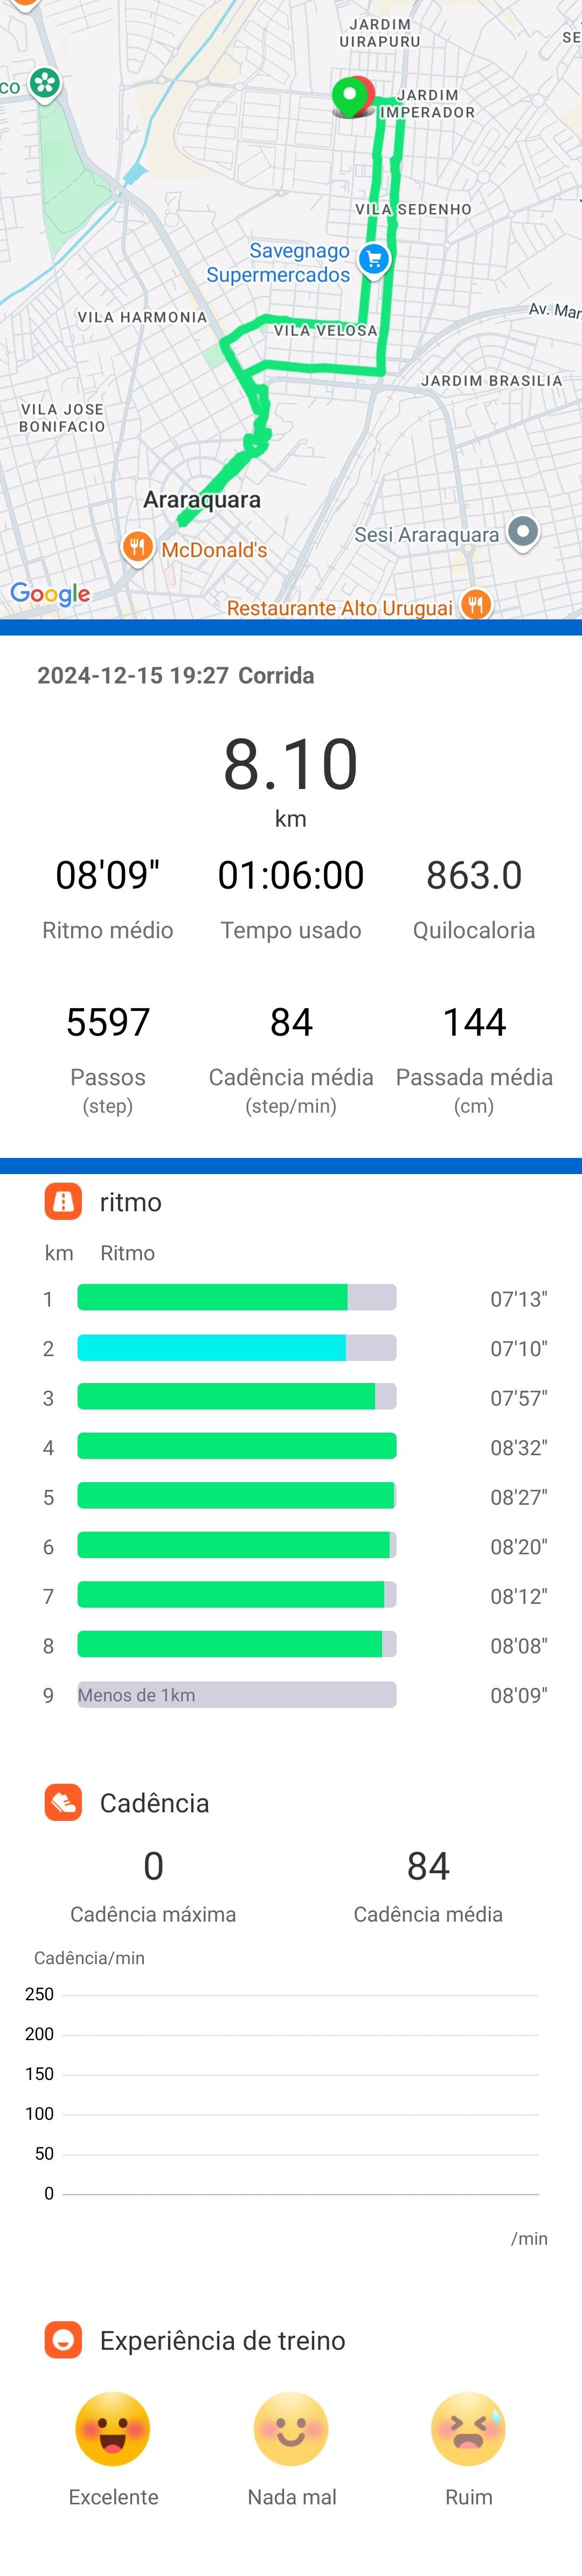 JARDIM
UIRAPURU
SE
CO
JARDIM
IMPERADOR
VILA SEDENHO
Savegnago
Supermercados
VILA HARMONIA
VILA VELOSA
Av. Mar
JARDIM BRASILIA
VILA JOSE
BONIFACIO
Araraquara
Sesi Araraquara
McDonald's
Google
Restaurante Alto Uruguai
2024-12-15 19:27 Corrida
8.10
km
08'09" 01:06:00 863.0
Ritmo médio Tempo usado Quilocaloria
5597 84 144
Passos Cadência média Passada média
(step) (step/min) (cm)
ritmo
km Ritmo
1 07'13"
2 07'10"
3 07'57"
4 08'32"
5 08'27"
6 08'20"
7 08'12"
8 08'08"
9 Menos de 1km 08'09"
Cadência
0 84
Cadência máxima Cadência média
Cadência/min
250
200
150
100
50
0
/min
Experiência de treino
Excelente Nada mal Ruim